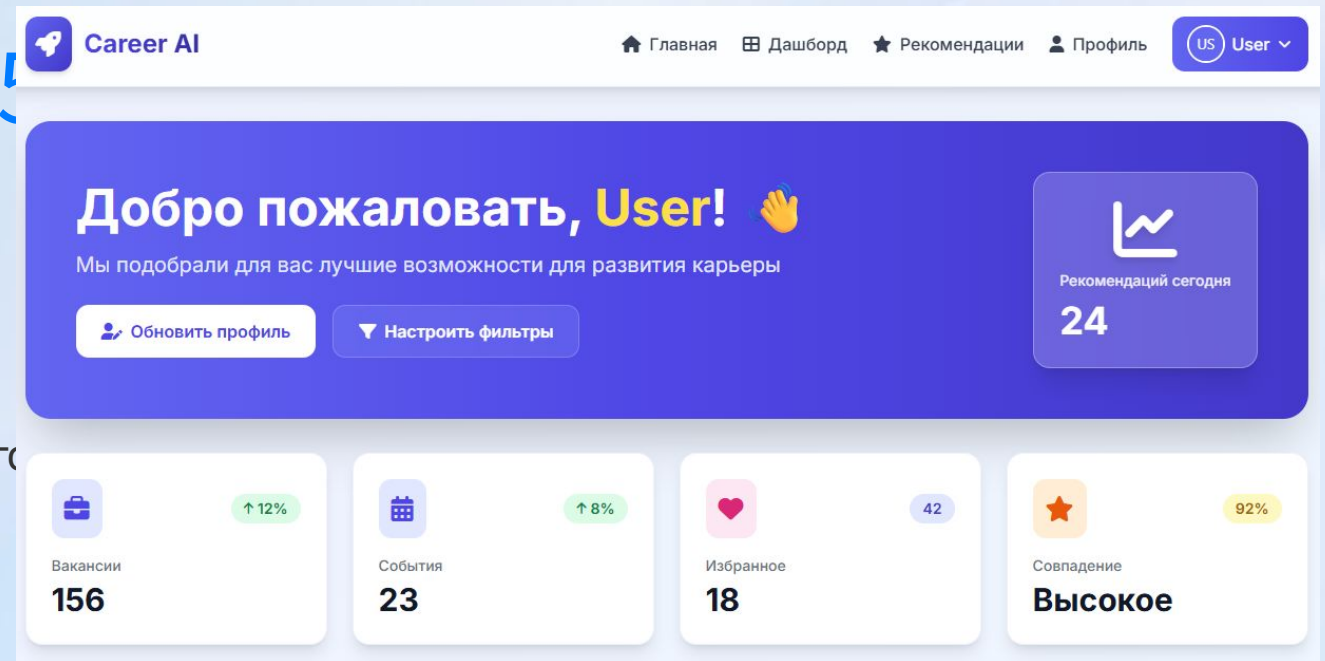 Career AI
Главная Дашборд Рекомендации Профиль US User
Добро пожаловать, User! 👋
Мы подобрали для вас лучшие возможности для развития карьеры
Обновить профиль Настроить фильтры
Рекомендаций сегодня
24
↑ 12%
Вакансии
156
↑ 8%
События
23
42
Избранное
18
92%
Совпадение
Высокое